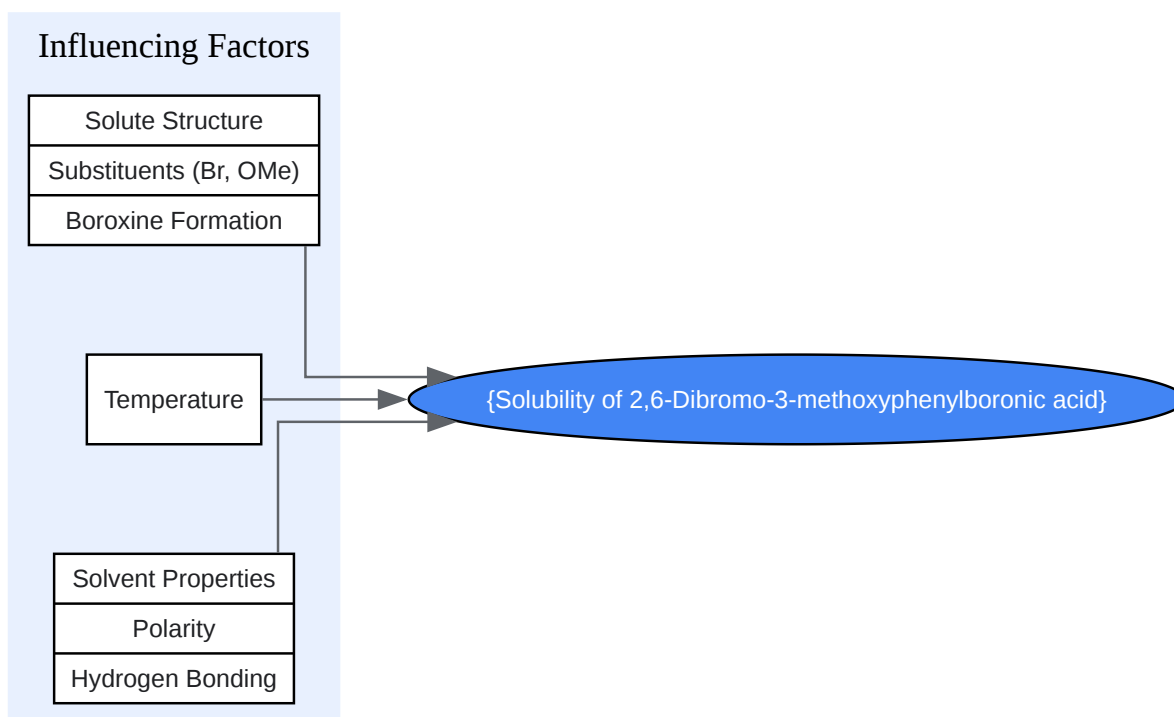 Influencing Factors
Solute Structure
Substituents (Br, OMe)
Boroxine Formation
Temperature
{Solubility of 2,6-Dibromo-3-methoxyphenylboronic acid}
Solvent Properties
Polarity
Hydrogen Bonding